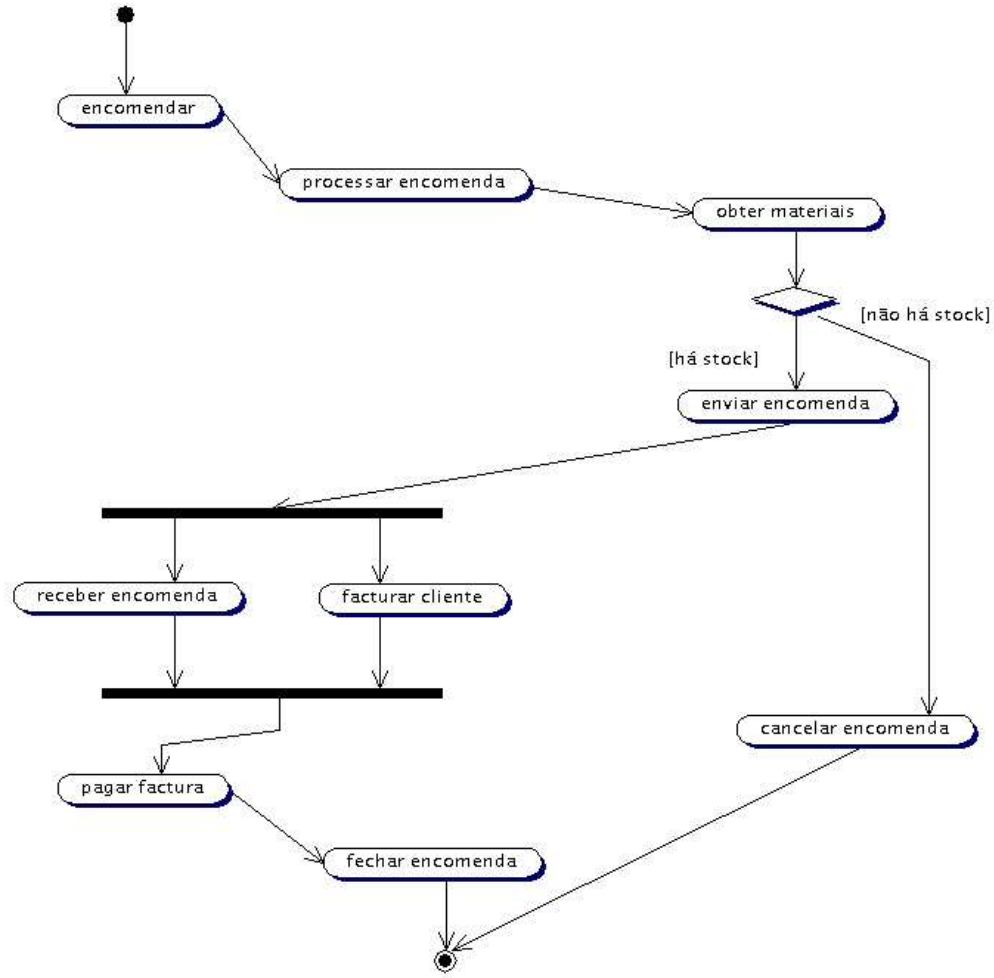 encomendar
processar encomenda
obter materiais
[não há stock]
[há stock]
enviar encomenda
receber encomenda
facturar cliente
cancelar encomenda
pagar factura
fechar encomenda